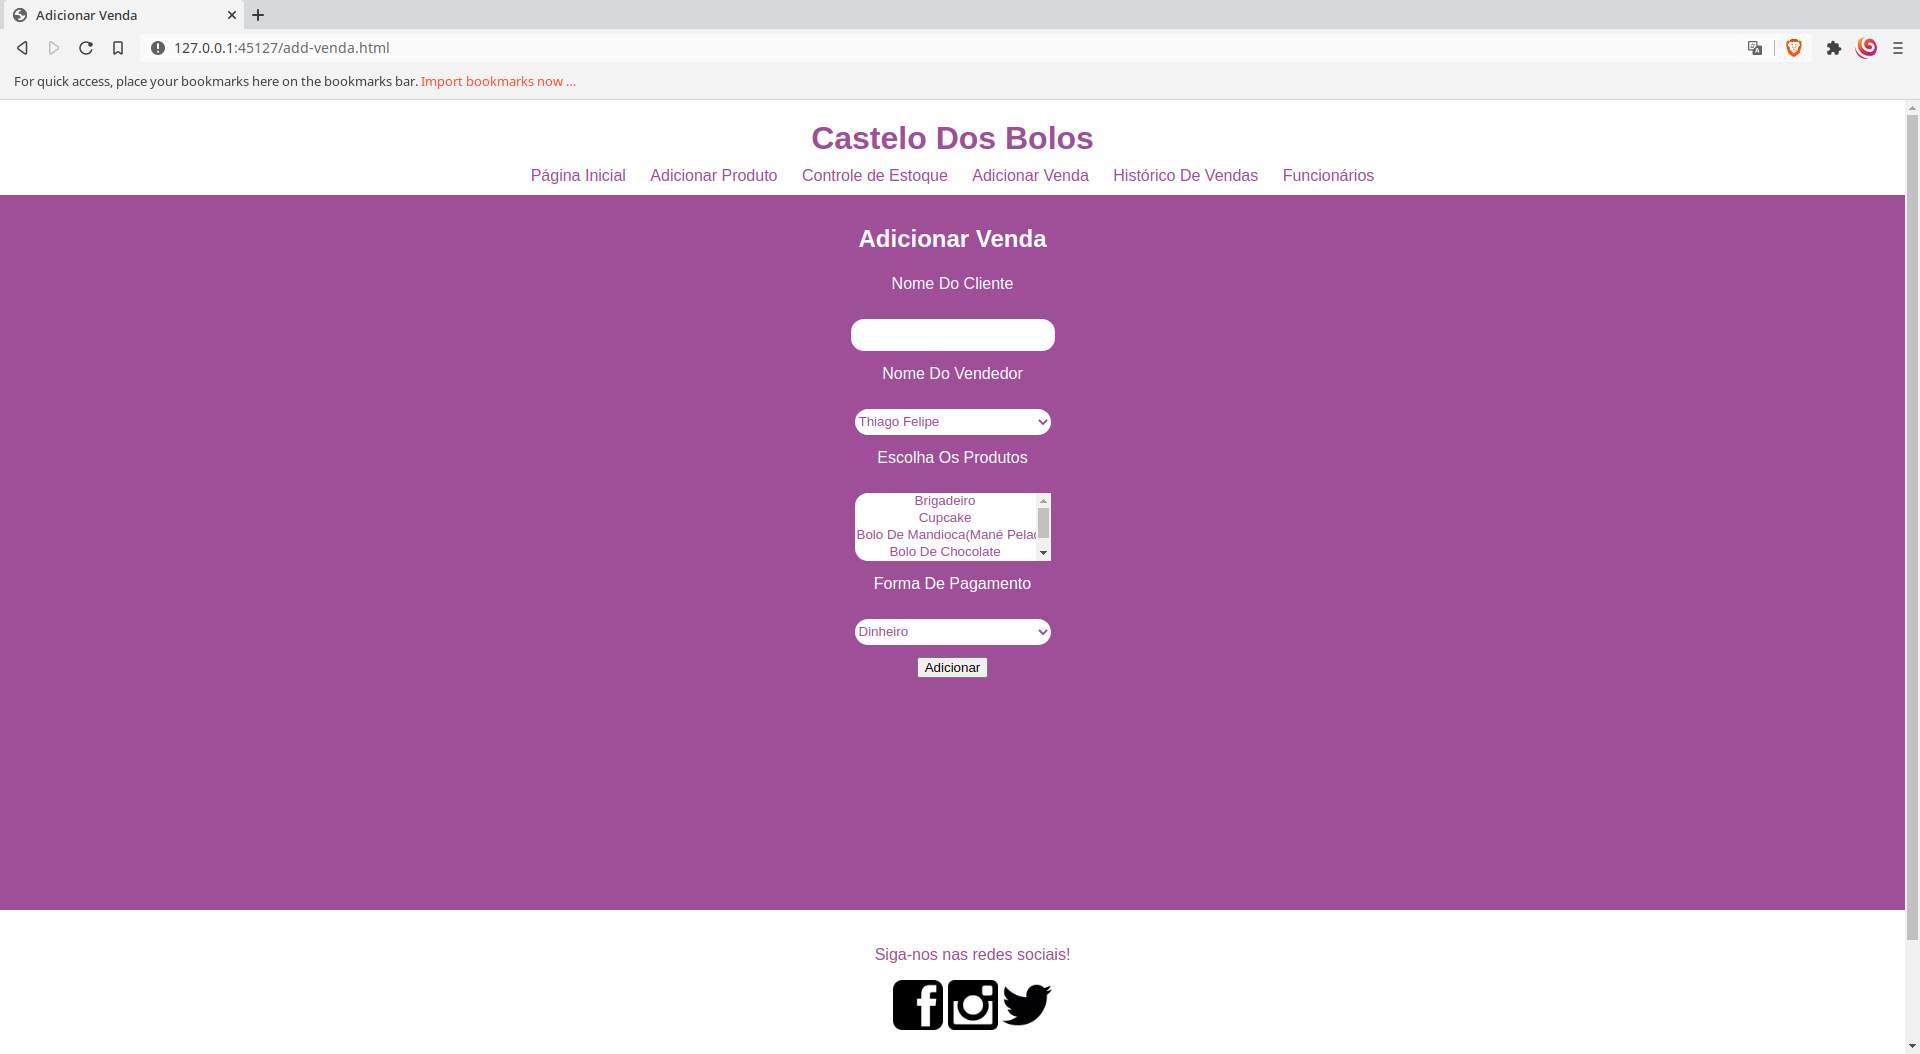 Adicionar Venda
127.0.0.1:45127/add-venda.html
For quick access, place your bookmarks here on the bookmarks bar. Import bookmarks now ...
Castelo Dos Bolos
Página Inicial Adicionar Produto Controle de Estoque Adicionar Venda Histórico De Vendas Funcionários
Adicionar Venda
Nome Do Cliente
Nome Do Vendedor
Thiago Felipe
Escolha Os Produtos
Brigadeiro
Cupcake
Bolo De Mandioca(Mané Pelad
Bolo De Chocolate
Forma De Pagamento
Dinheiro
Adicionar
Siga-nos nas redes sociais!